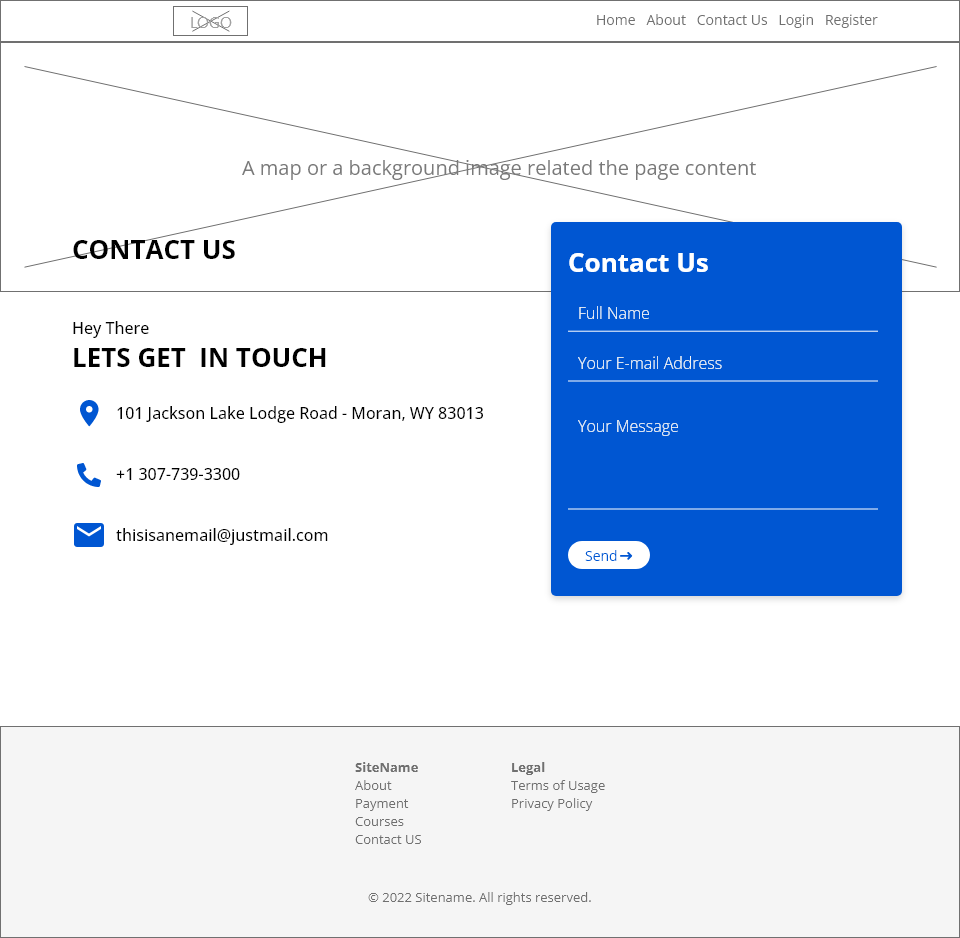 LOGO
Home About Contact Us Login Register
A map or a background image related the page content
CONTACT US
Hey There
LETS GET  IN TOUCH
101 Jackson Lake Lodge Road - Moran, WY 83013
+1 307-739-3300
thisisanemail@justmail.com
Contact Us
Full Name
Your E-mail Address
Your Message
Send
SiteName
About
Payment
Courses
Contact US
Legal
Terms of Usage
Privacy Policy
© 2022 Sitename. All rights reserved.